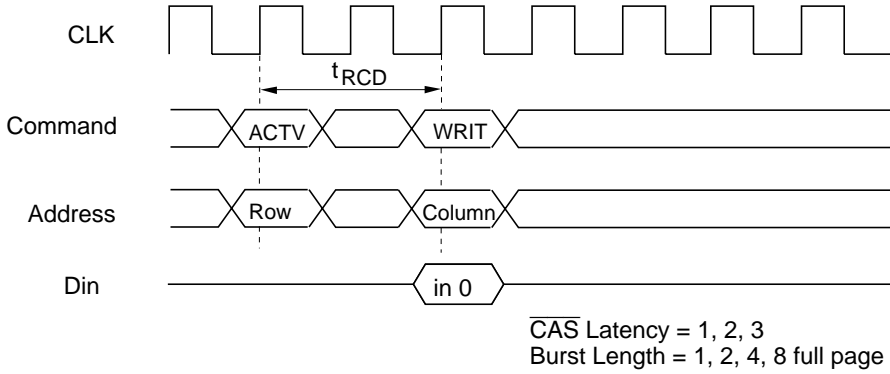 CLK
tRCD
Command
ACTV
WRIT
Address
Row
Column
Din
in 0
CAS Latency = 1, 2, 3
Burst Length = 1, 2, 4, 8 full page